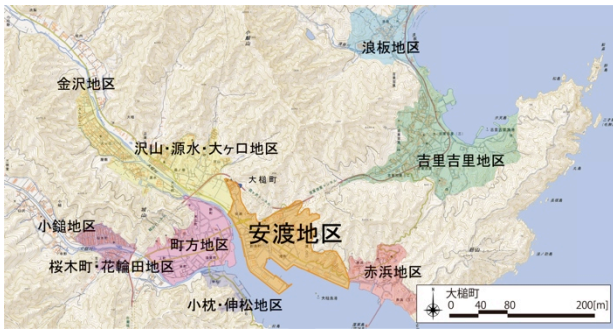 浪板地区
金沢地区
沢山・源水・大ヶ口地区
吉里吉里地区
大槌町
小鎚地区
町方地区
安渡地区
桜木町・花輪田地区
赤浜地区
小枕・伸松地区
大槌町
0 40 80 200[m]